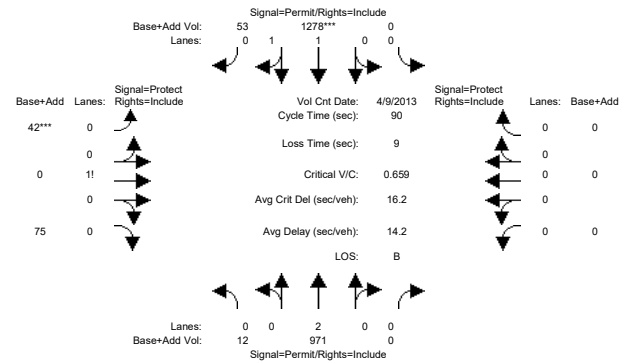 Signal=Permit/Rights=Include
Base+Add Vol: 53 1278*** 0
Lanes: 0 1 1 0 0
Signal=Protect Signal=Protect
Base+Add Lanes: Rights=Include Vol Cnt Date: 4/9/2013 Rights=Include Lanes: Base+Add
Cycle Time (sec): 90
42*** 0 0 0
Loss Time (sec): 9
0 0
0 1! Critical V/C: 0.659 0 0
0 Avg Crit Del (sec/veh): 16.2 0
75 0 Avg Delay (sec/veh): 14.2 0 0
LOS: B
Lanes: 0 0 2 0 0
Base+Add Vol: 12 971 0
Signal=Permit/Rights=Include